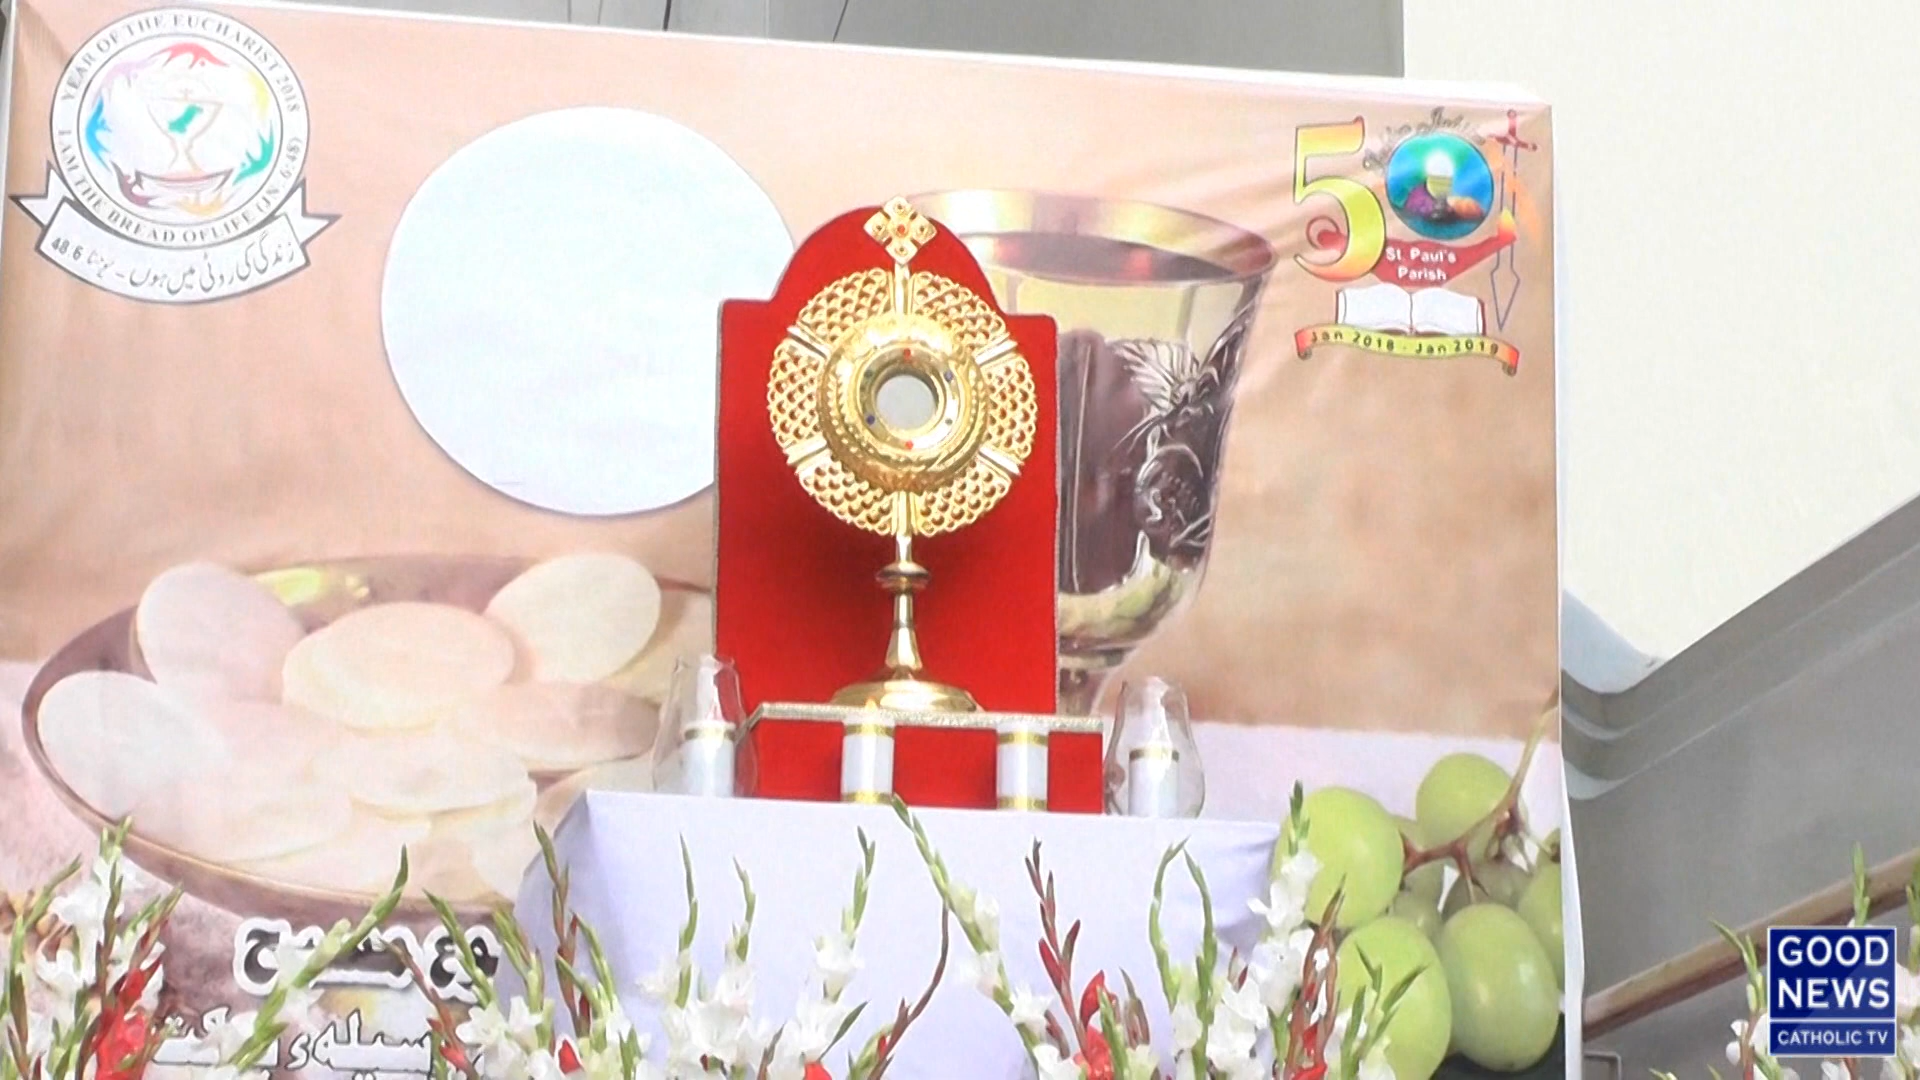 YEAR OF THE EUCHARIST 2018
I AM THE BREAD OF LIFE (JN 6:48)
زندگی کی روٹی میں ہوں ۔ یوحنا 48:6
50
St. Paul's
Parish
Jan 2018 - Jan 2019
GOOD
NEWS
CATHOLIC TV